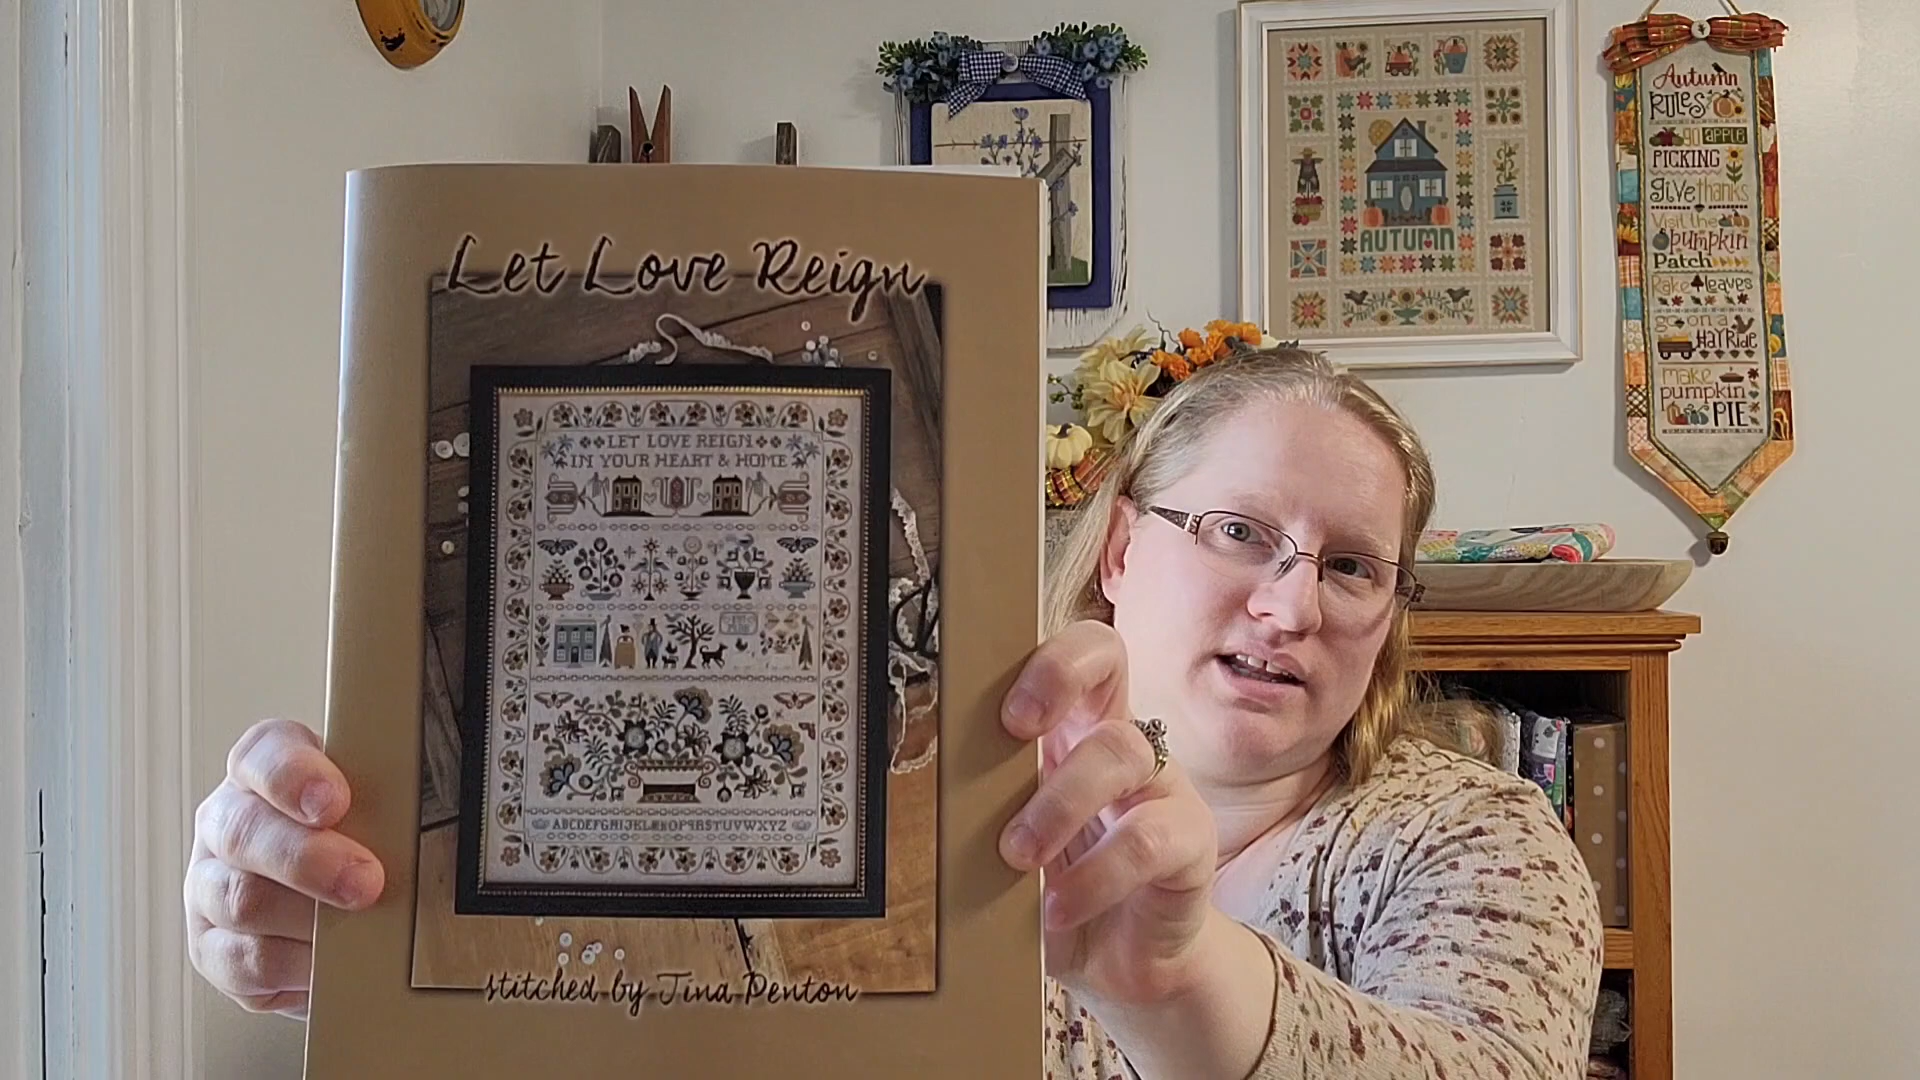 Let Love Reign
LET LOVE REIGN
IN YOUR HEART & HOME
ABCDEFGHIJKLMNOPQRSTUVWXYZ
stitched by Tina Penton
AUTUMN
Autumn
RULES
go APPLE
PICKING
give thanks
Visit the
pumpkin
Patch
Rake leaves
go on a
HAYRIDE
make
pumpkin
PIE